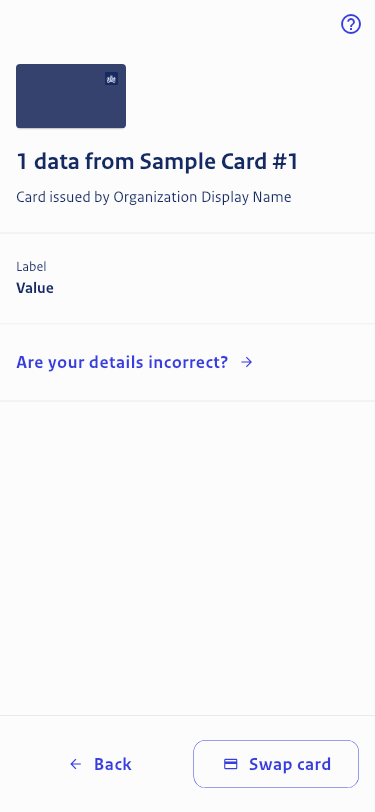 1 data from Sample Card #1
Card issued by Organization Display Name
Label
Value
Are your details incorrect?
Back
Swap card